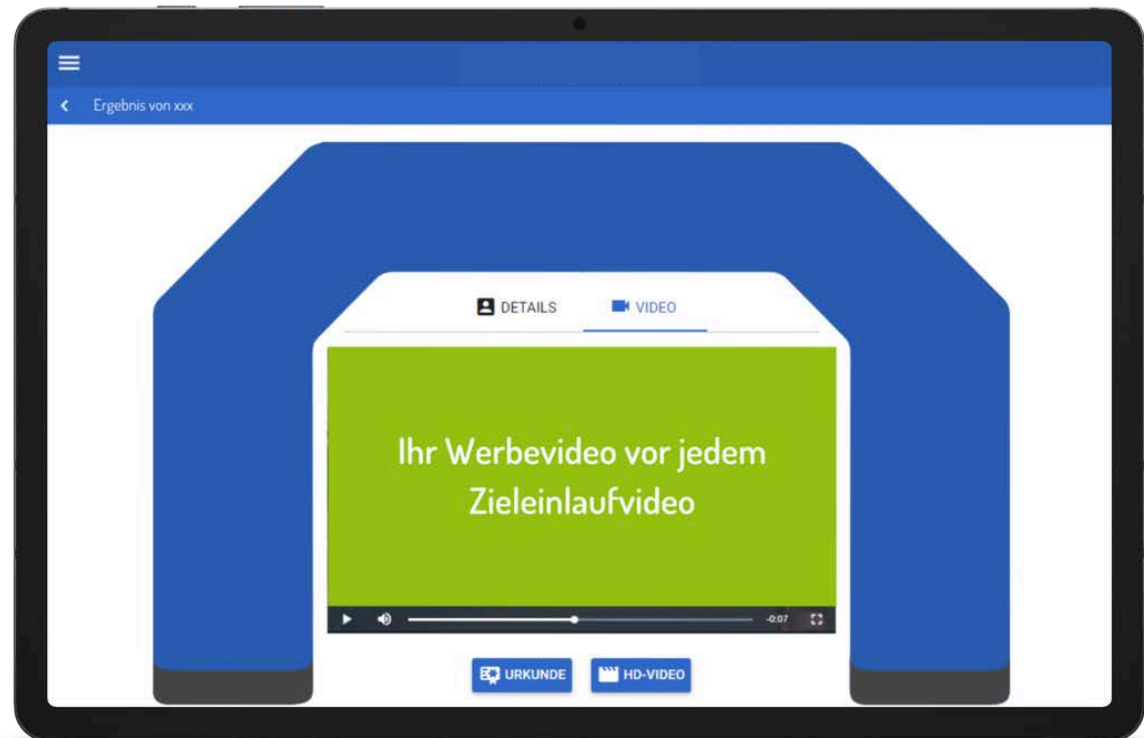 Ergebnis von xxx
DETAILS
VIDEO
Ihr Werbevideo vor jedem
Zieleinlaufvideo
-0:07
URKUNDE
HD-VIDEO